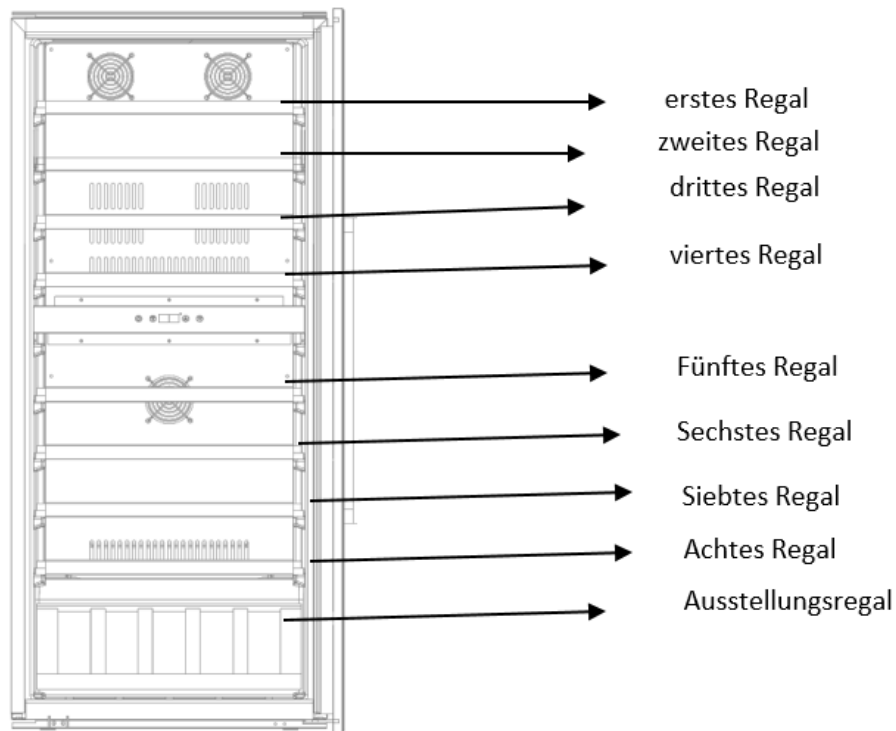 erstes Regal
zweites Regal
drittes Regal
viertes Regal
Fünftes Regal
Sechstes Regal
Siebtes Regal
Achtes Regal
Ausstellungsregal